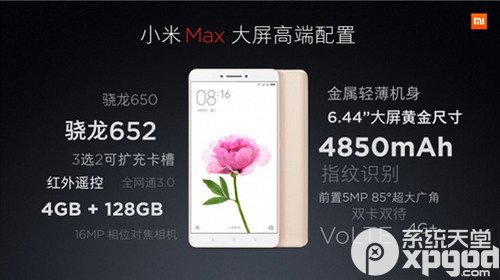 小米 Max 大屏高端配置
MI
骁龙650
骁龙652
3选2可扩充卡槽
红外遥控 全网通3.0
4GB + 128GB
16MP 相位对焦相机
08:16
金属轻薄机身
6.44”大屏黄金尺寸
4850mAh
指纹识别
前置5MP 85°超大广角
双卡双待
VoLTE 4G+
系统天堂
xpgod.com